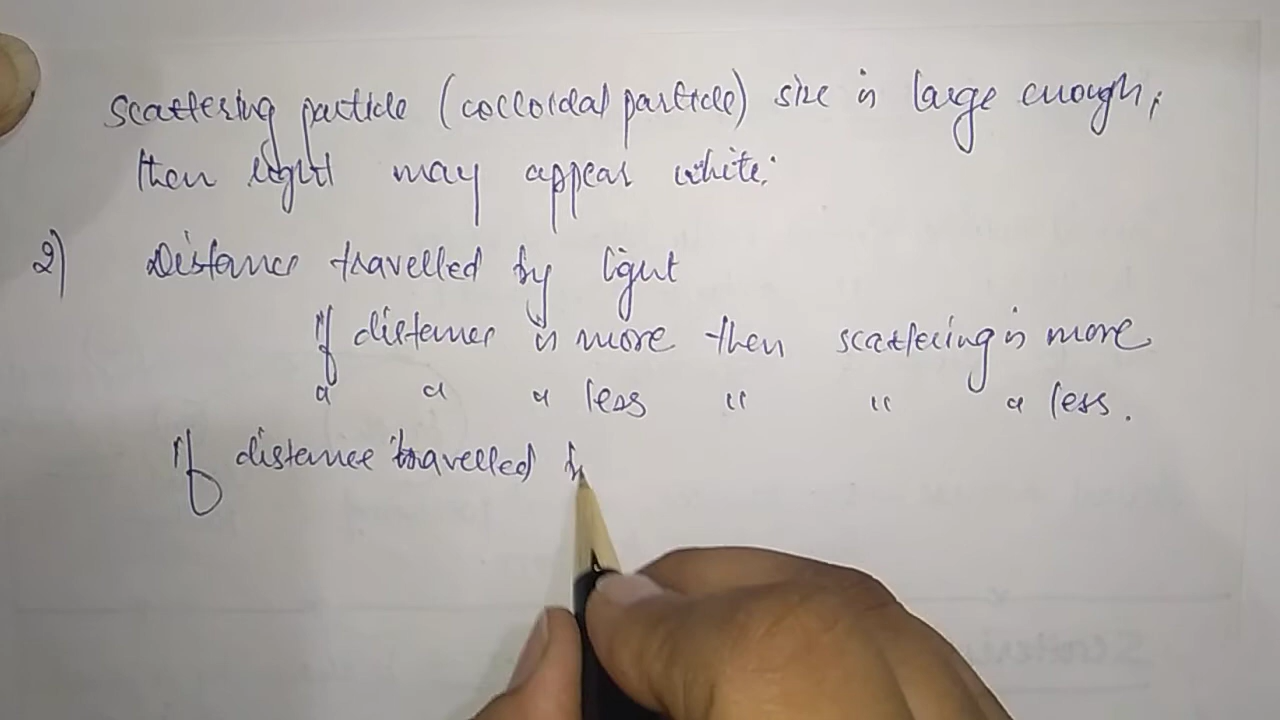 Scattering particle (colloidal particle) size is large enough,
then light may appear white.
2) Distance travelled by light
If distance is more then scattering is more
" " " less " " " less.
If distance travelled